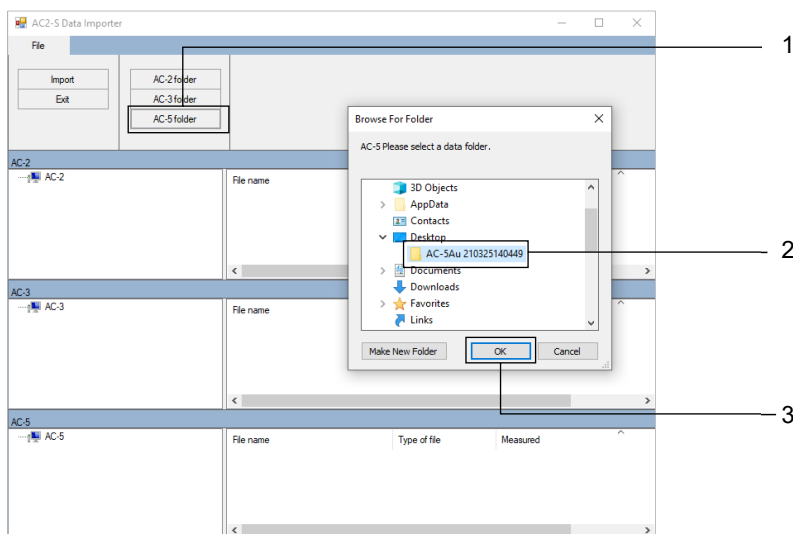 AC2-S Data Importer
1
File
Import
AC-2 folder
Exit
AC-3 folder
AC-5 folder
Browse For Folder
AC-5 Please select a data folder.
AC-2
AC-2
File name
3D Objects
AppData
Contacts
Desktop
AC-5Au 210325140449
2
Documents
Downloads
Favorites
Links
AC-3
AC-3
File name
Make New Folder
OK
Cancel
3
AC-5
AC-5
File name
Type of file
Measured